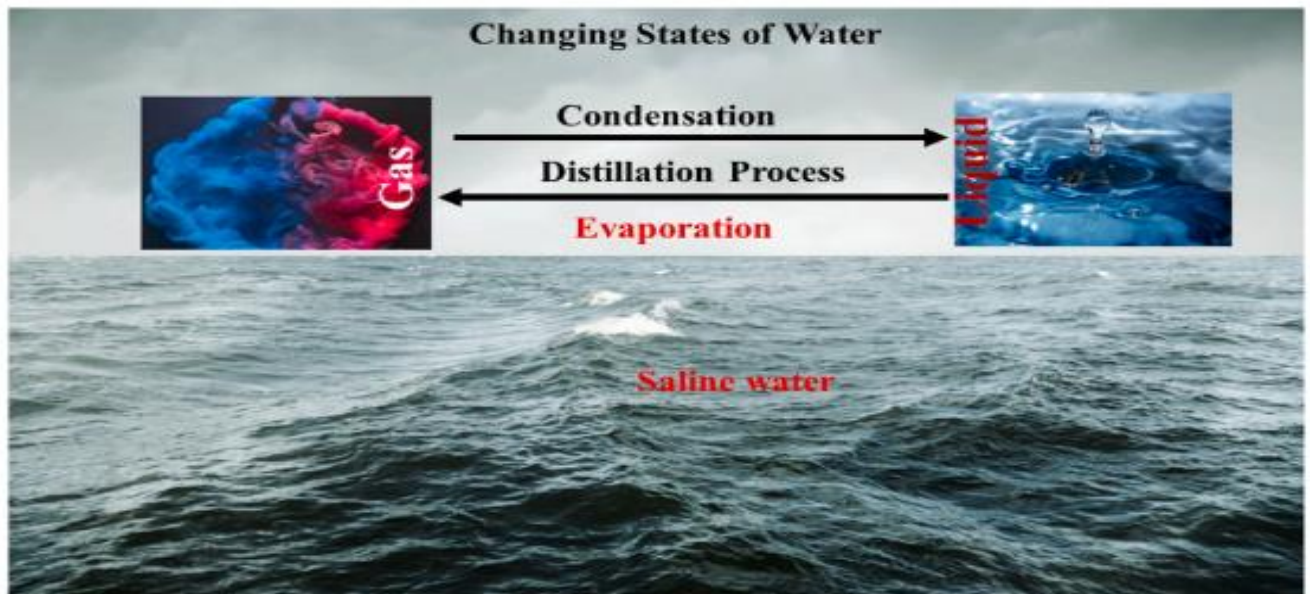 Changing States of Water
Condensation
Gas
Liquid
Distillation Process
Evaporation
Saline water